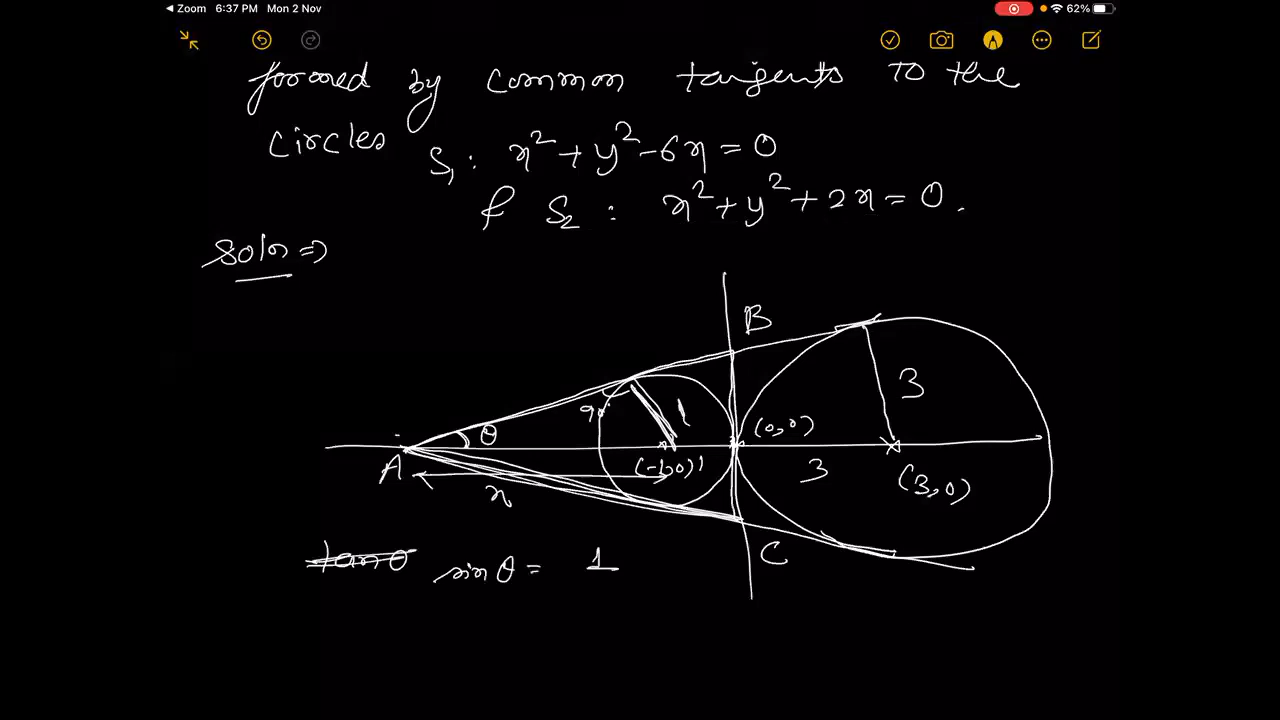 Zoom 6:37 PM Mon 2 Nov 62%
formed by common tangents to the
circles S₁: x²+y²-6x=0
& S₂: x²+y²+2x=0.
Soln ⇒
B
3
1
90°
θ
(0,0)
A
(-1,0) 1
3
(3,0)
x
C
tanθ sinθ = 1